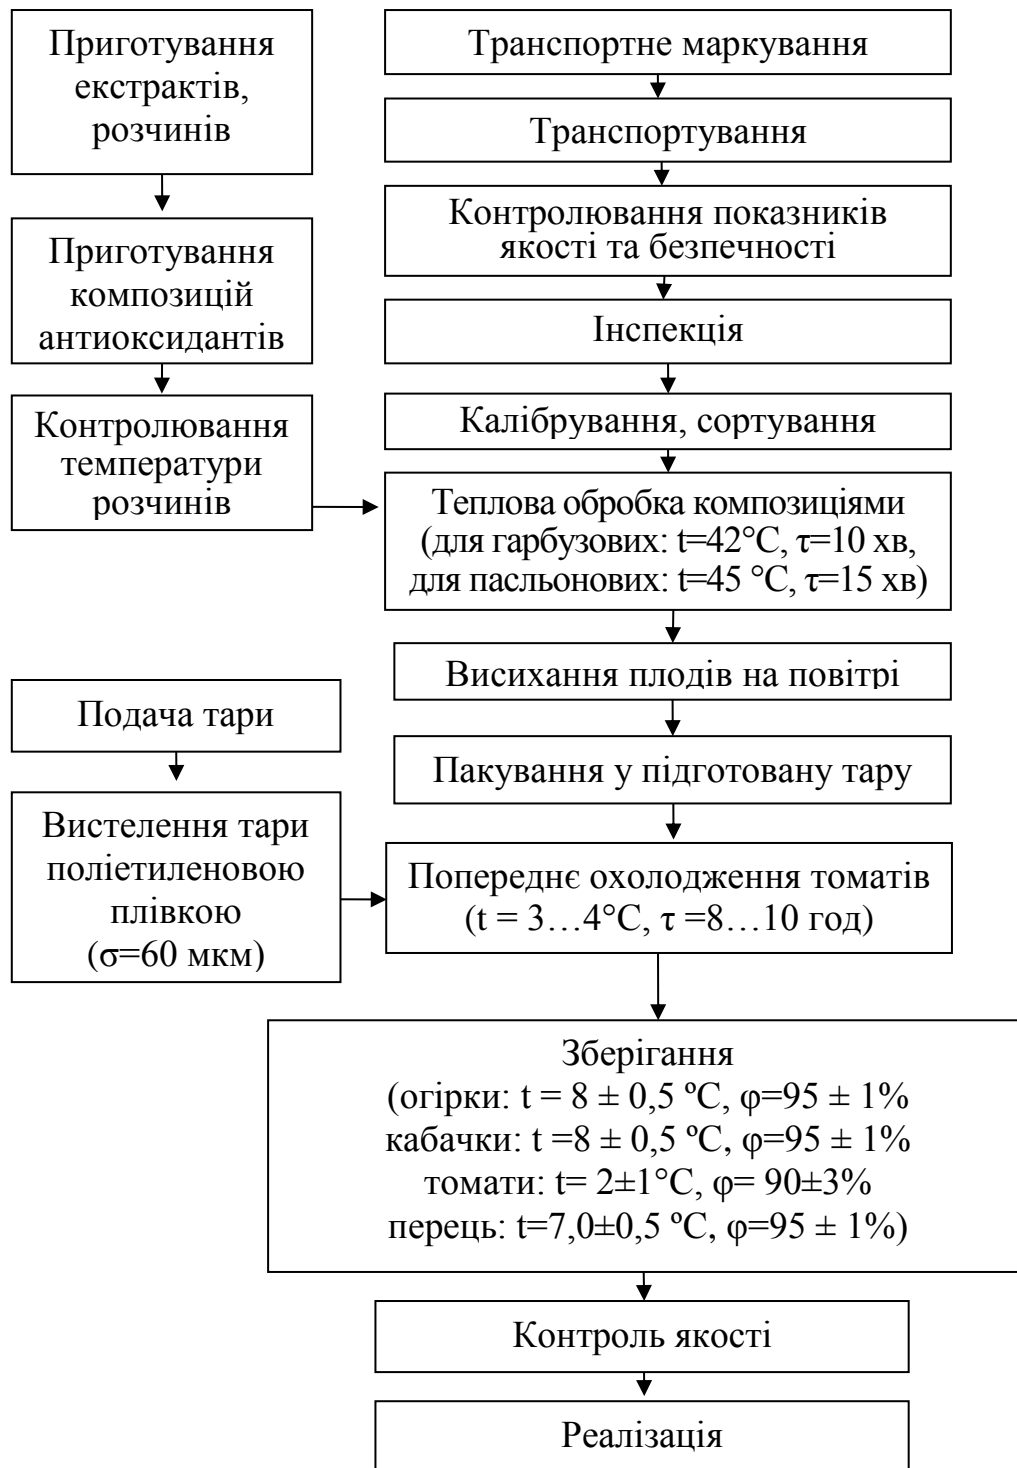 Приготування
екстрактів,
розчинів
Приготування
композицій
антиоксидантів
Контролювання
температури
розчинів
Транспортне маркування
Транспортування
Контролювання показників
якості та безпечності
Інспекція
Калібрування, сортування
Теплова обробка композиціями
(для гарбузових: t=42°С, τ=10 хв,
для пасльонових: t=45 °С, τ=15 хв)
Висихання плодів на повітрі
Подача тари
Вистелення тари
поліетиленовою
плівкою
(σ=60 мкм)
Пакування у підготовану тару
Попереднє охолодження томатів
(t = 3…4°С, τ =8…10 год)
Зберігання
(огірки: t = 8 ± 0,5 ºС, φ=95 ± 1%
кабачки: t =8 ± 0,5 ºС, φ=95 ± 1%
томати: t= 2±1°С, φ= 90±3%
перець: t=7,0±0,5 ºС, φ=95 ± 1%)
Контроль якості
Реалізація